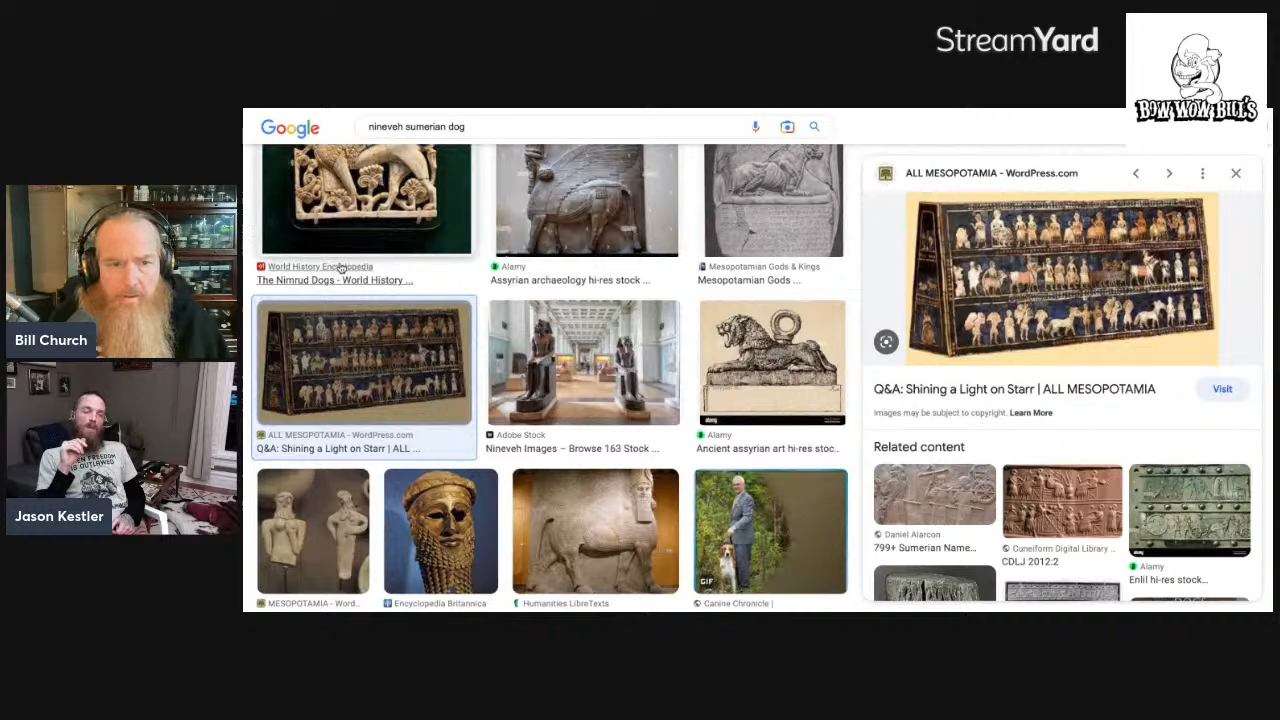 StreamYard
BOW WOW BILL'S
Google
nineveh sumerian dog
World History Encyclopedia
The Nimrud Dogs - World History ...
Alamy
Assyrian archaeology hi-res stock ...
Mesopotamian Gods & Kings
Mesopotamian Gods ...
ALL MESOPOTAMIA - WordPress.com
Q&A: Shining a Light on Starr | ALL ...
Adobe Stock
Nineveh Images – Browse 163 Stock ...
Alamy
Ancient assyrian art hi-res stoc..
MESOPOTAMIA - Word..
Encyclopedia Britannica
Humanities LibreTexts
GIF
Canine Chronicle |
ALL MESOPOTAMIA - WordPress.com
Q&A: Shining a Light on Starr | ALL MESOPOTAMIA
Visit
Images may be subject to copyright. Learn More
Related content
Daniel Alarcon
799+ Sumerian Name...
Cuneiform Digital Library ...
CDLJ 2012:2
Alamy
Enlil hi-res stock...
Bill Church
Jason Kestler
FREEDOM
IS OUTLAWED